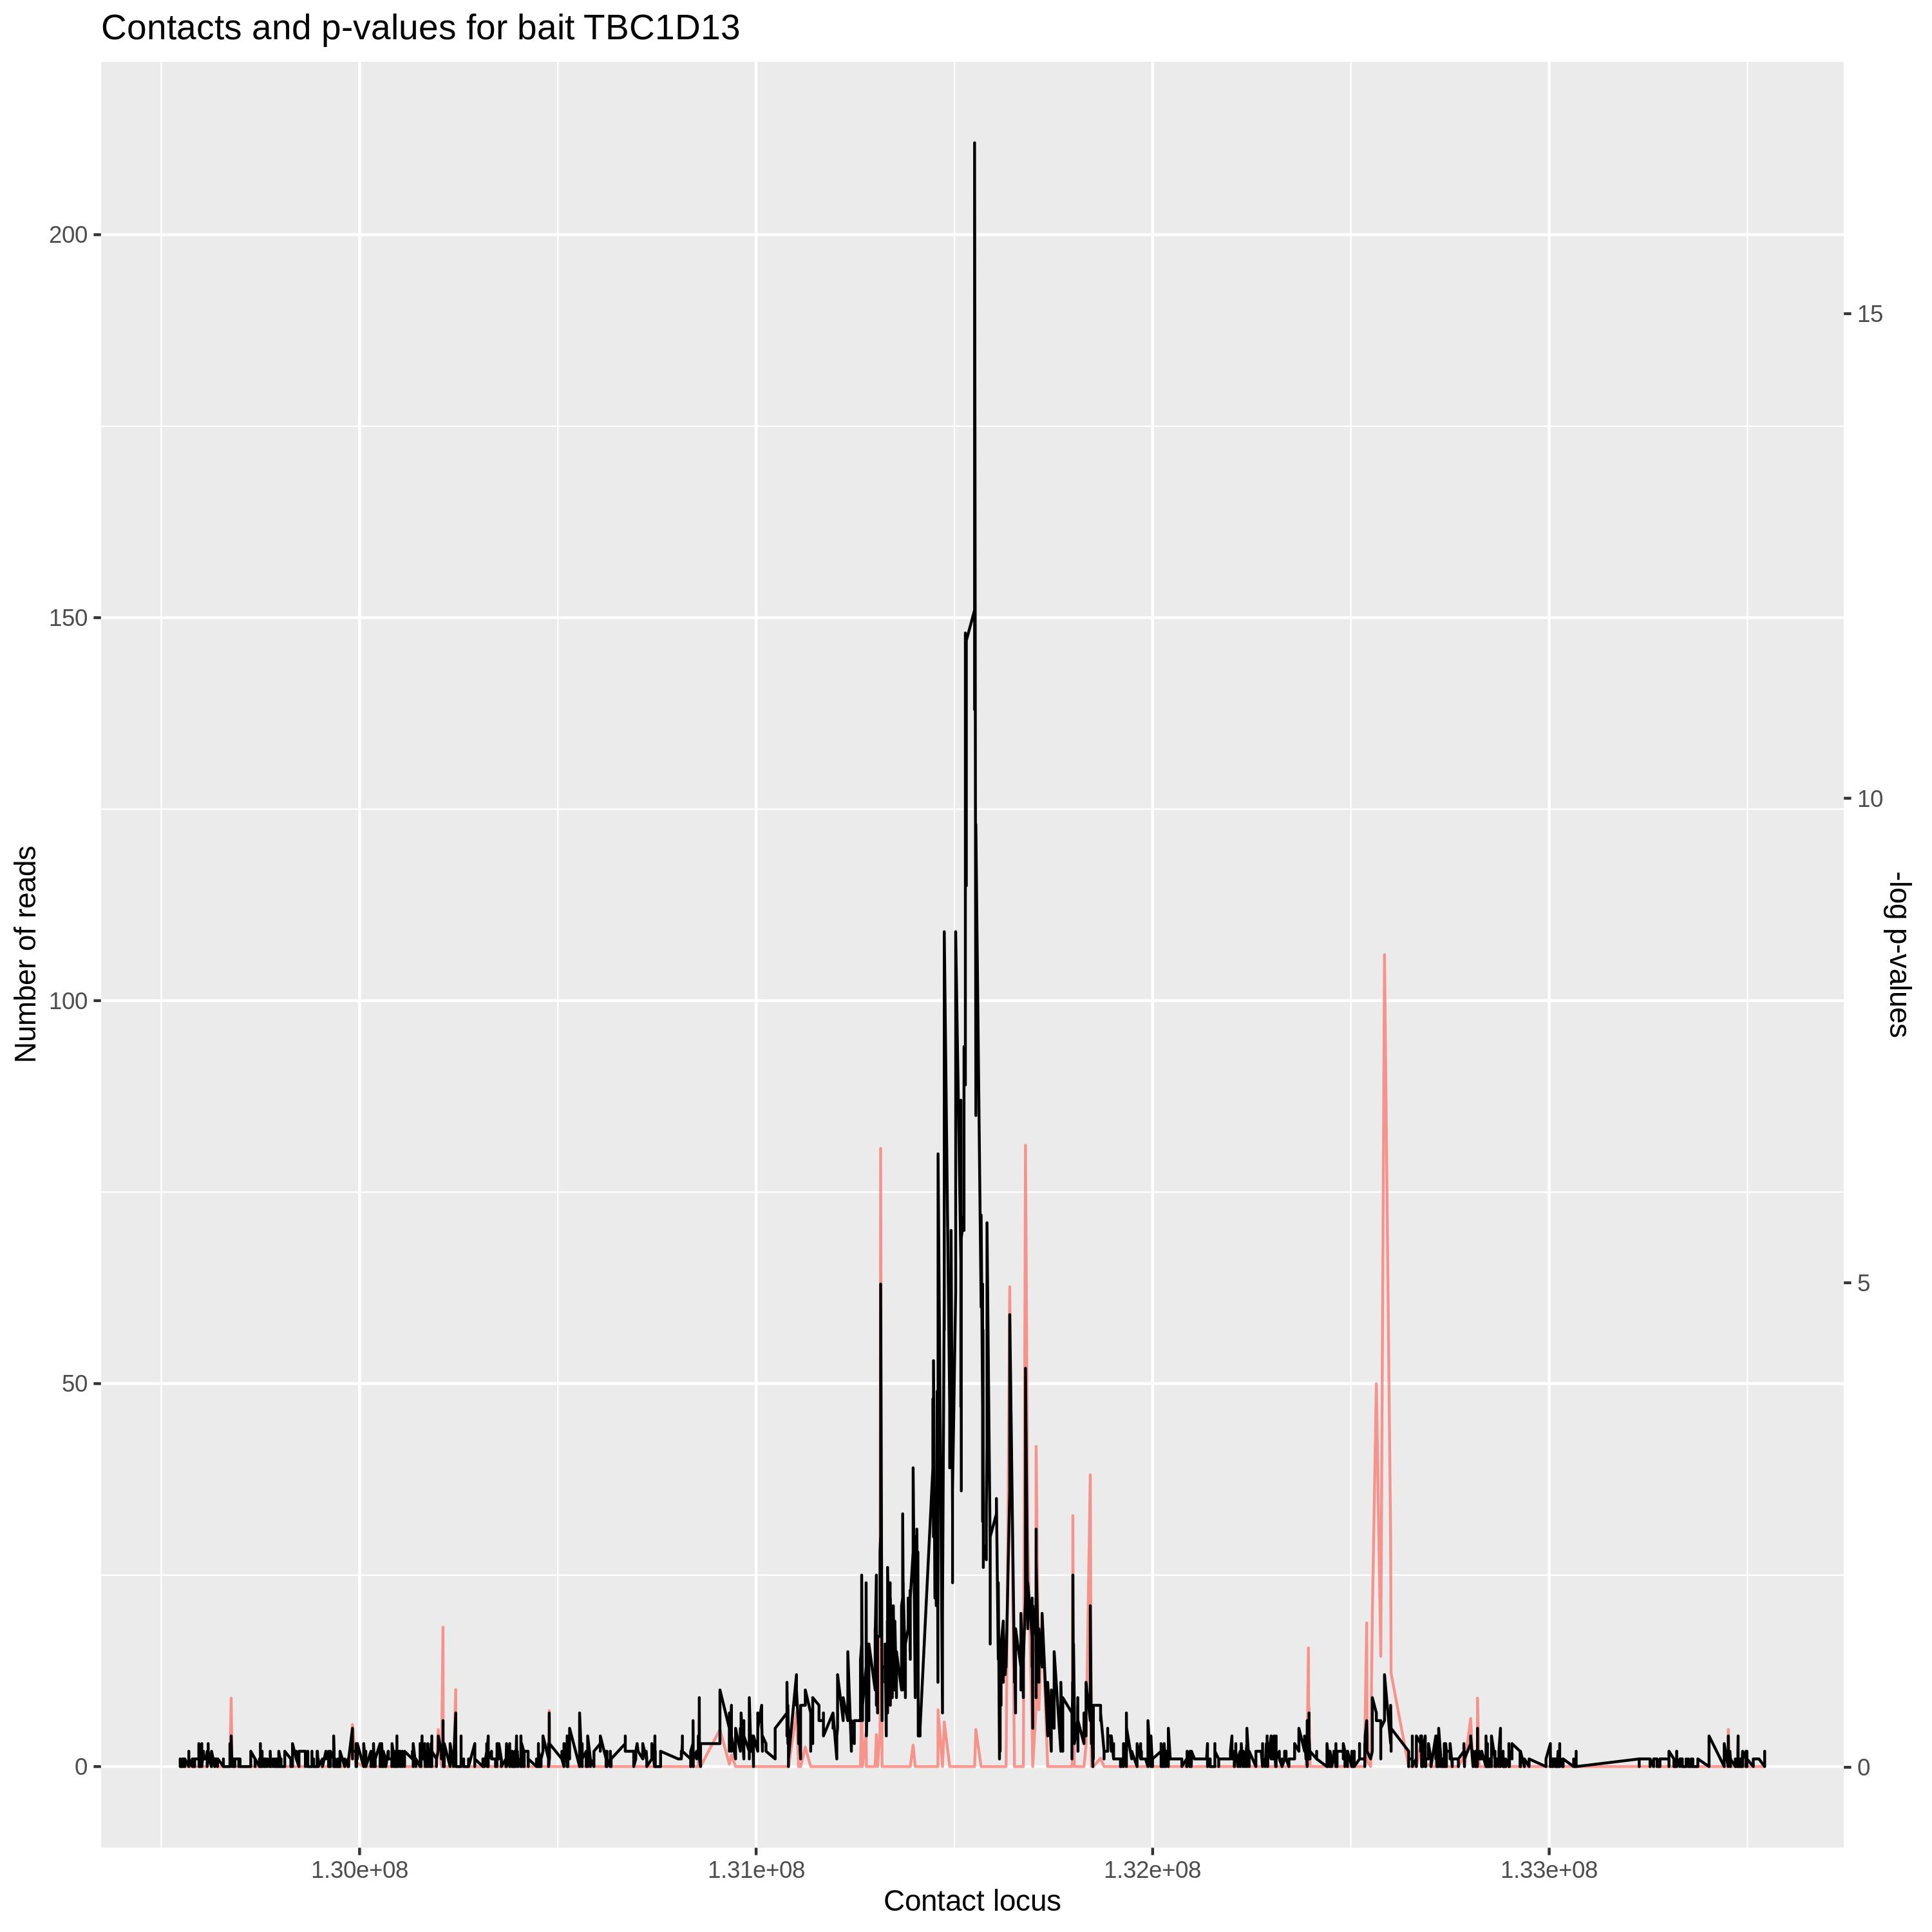 Contacts and p-values for bait TBC1D13
200
150
100
50
0
Number of reads
15
10
5
0
-log p-values
1.30e+08 1.31e+08 1.32e+08 1.33e+08
Contact locus